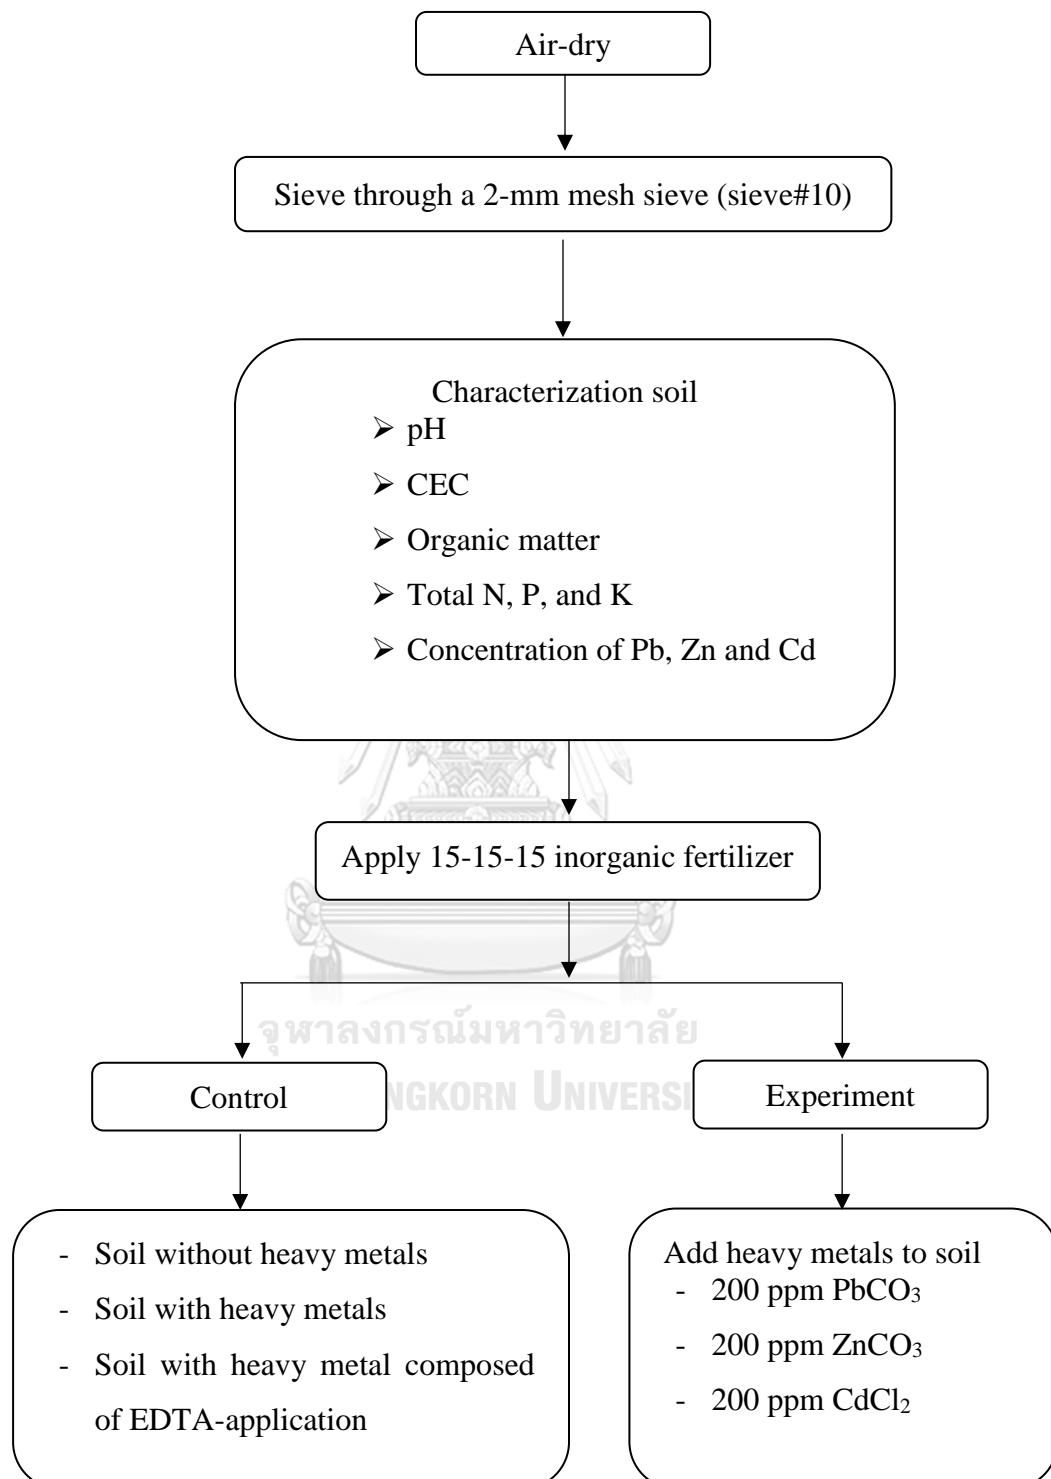 Air-dry
Sieve through a 2-mm mesh sieve (sieve#10)
Characterization soil
➢ pH
➢ CEC
➢ Organic matter
➢ Total N, P, and K
➢ Concentration of Pb, Zn and Cd
Apply 15-15-15 inorganic fertilizer
จุฬาลงกรณ์มหาวิทยาลัย
NGKORN UNIVERSI
Control
Experiment
- Soil without heavy metals
- Soil with heavy metals
- Soil with heavy metal composed
of EDTA-application
Add heavy metals to soil
- 200 ppm PbCO₃
- 200 ppm ZnCO₃
- 200 ppm CdCl₂